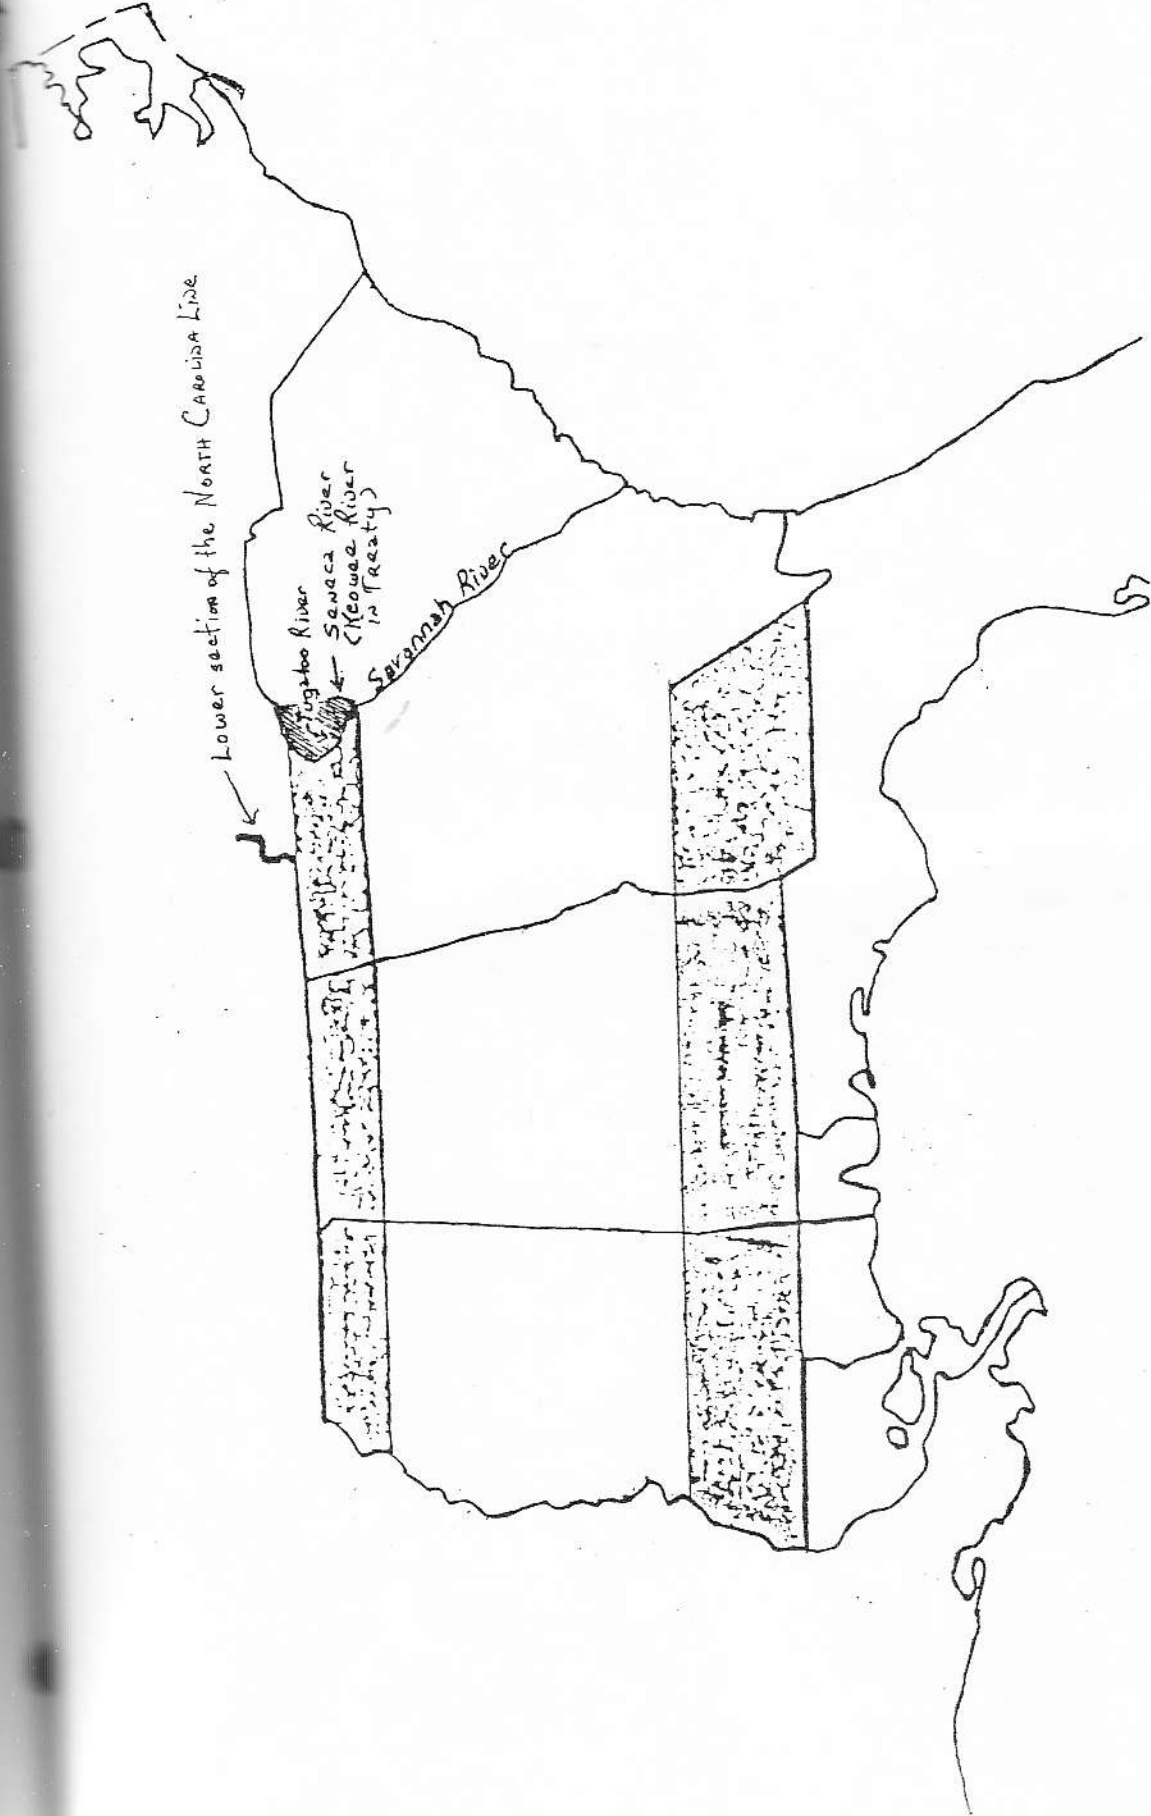 Lower section of the NORTH CAROLINA LINE
Tugaloo River
← Seneca River
(Keowee River
in Treaty)
Savannah River